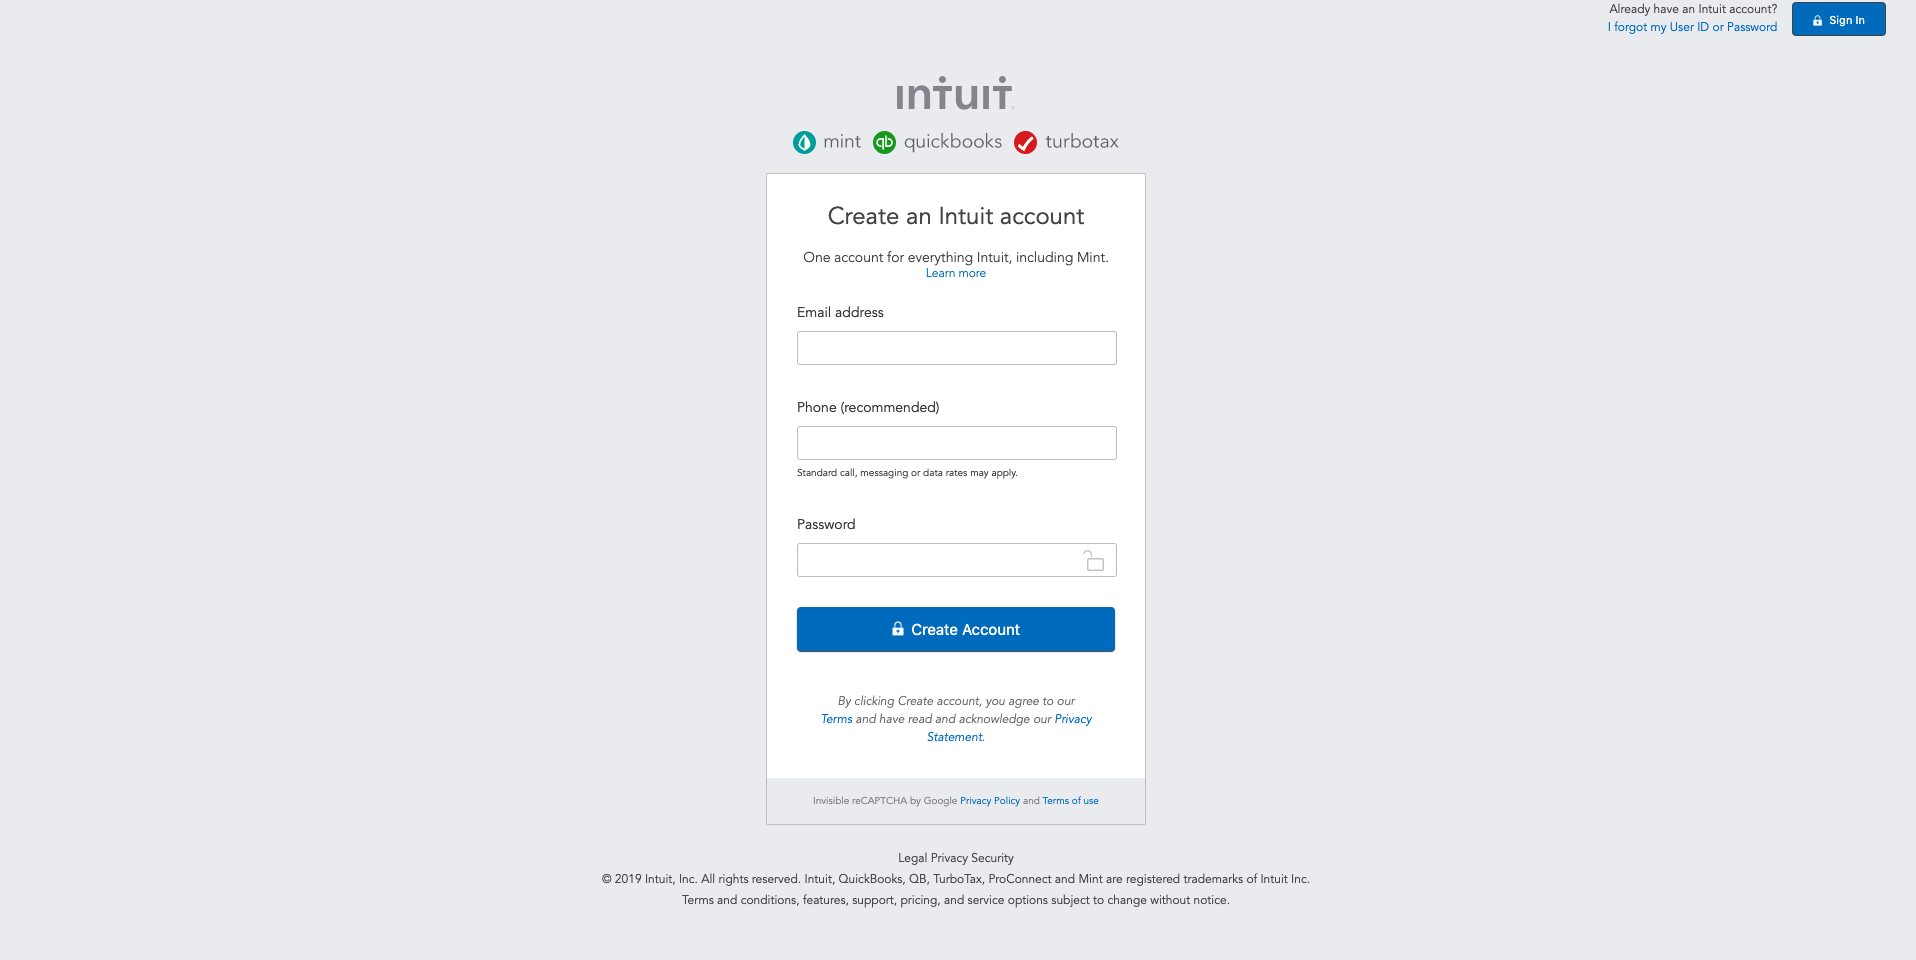 Already have an Intuit account?
I forgot my User ID or Password
Sign In
intuit
mint quickbooks turbotax
Create an Intuit account
One account for everything Intuit, including Mint.
Learn more
Email address
Phone (recommended)
Standard call, messaging or data rates may apply.
Password
Create Account
By clicking Create account, you agree to our
Terms and have read and acknowledge our Privacy
Statement.
Invisible reCAPTCHA by Google Privacy Policy and Terms of use
Legal Privacy Security
© 2019 Intuit, Inc. All rights reserved. Intuit, QuickBooks, QB, TurboTax, ProConnect and Mint are registered trademarks of Intuit Inc.
Terms and conditions, features, support, pricing, and service options subject to change without notice.